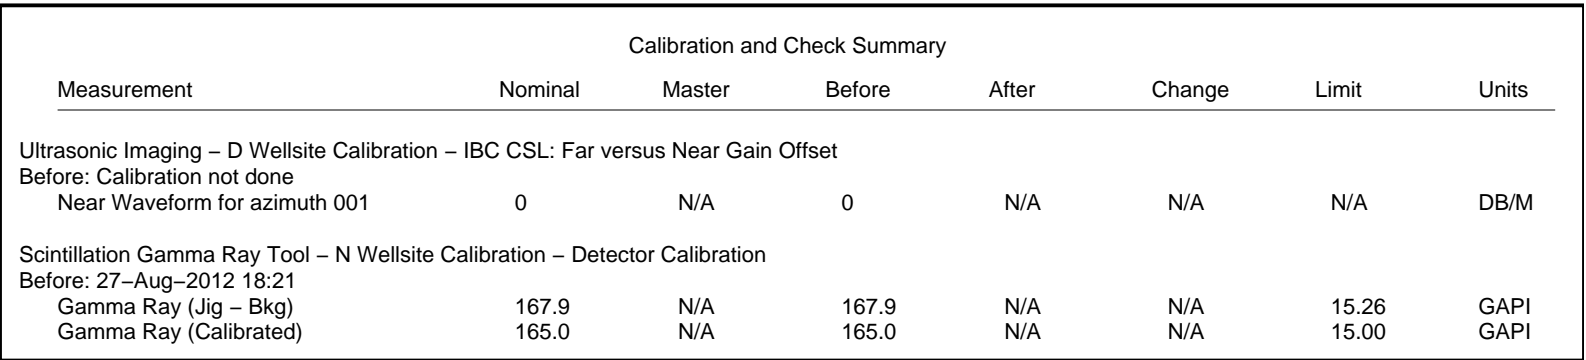 Calibration and Check Summary
Measurement Nominal Master Before After Change Limit Units
Ultrasonic Imaging − D Wellsite Calibration − IBC CSL: Far versus Near Gain Offset
Before: Calibration not done
Near Waveform for azimuth 001 0 N/A 0 N/A N/A N/A DB/M
Scintillation Gamma Ray Tool − N Wellsite Calibration − Detector Calibration
Before: 27−Aug−2012 18:21
Gamma Ray (Jig − Bkg) 167.9 N/A 167.9 N/A N/A 15.26 GAPI
Gamma Ray (Calibrated) 165.0 N/A 165.0 N/A N/A 15.00 GAPI